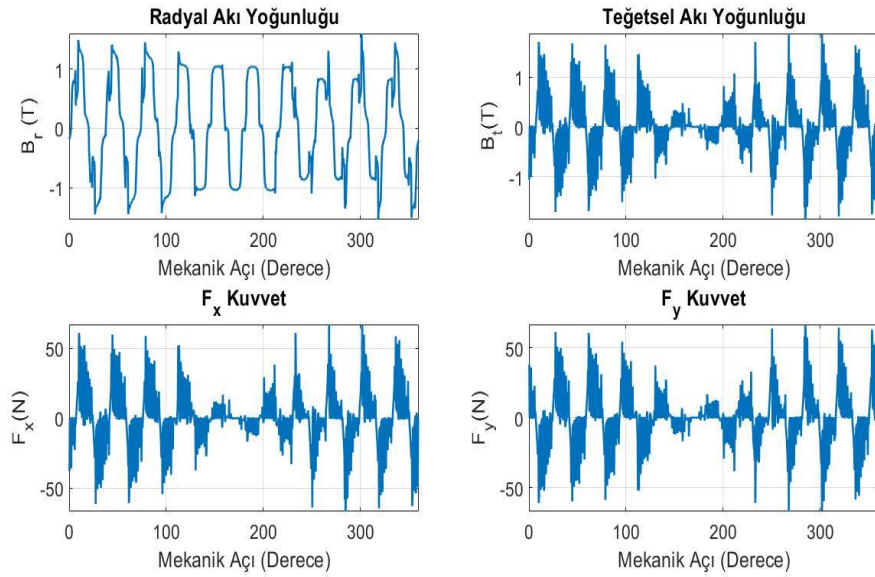 Radyal Akı Yoğunluğu
B_r (T)
1
0
-1
0 100 200 300
Mekanik Açı (Derece)
Teğetsel Akı Yoğunluğu
B_t(T)
1
0
-1
0 100 200 300
Mekanik Açı (Derece)
F_x Kuvvet
F_x(N)
50
0
-50
0 100 200 300
Mekanik Açı (Derece)
F_y Kuvvet
F_y(N)
50
0
-50
0 100 200 300
Mekanik Açı (Derece)